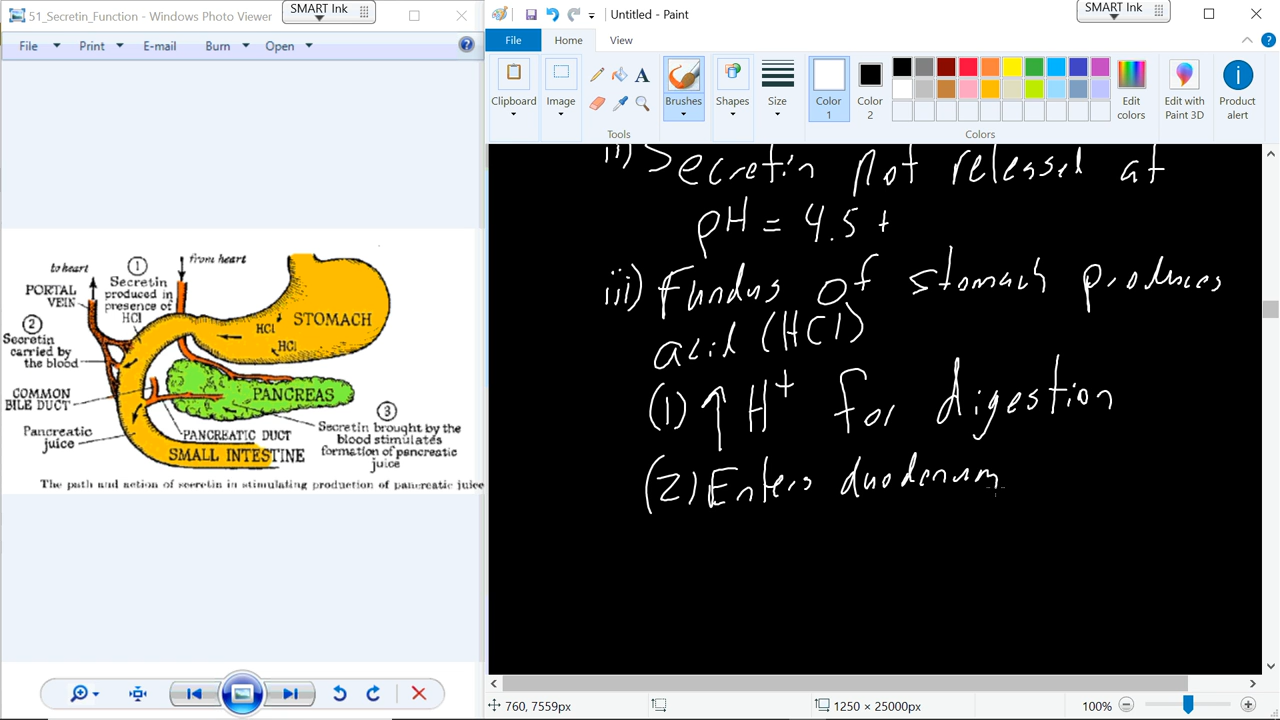 51_Secretin_Function - Windows Photo Viewer
SMART Ink
File Print E-mail Burn Open
to heart
from heart
1
Secretin
produced in
presence of
HCl
PORTAL
VEIN
2
Secretin
carried by
the blood
COMMON
BILE DUCT
Pancreatic
juice
STOMACH
HCl
HCl
PANCREAS
PANCREATIC DUCT
SMALL INTESTINE
3
Secretin brought by the
blood stimulates
formation of pancreatic
juice
The path and action of secretin in stimulating production of pancreatic juice
Untitled - Paint
SMART Ink
File Home View
Clipboard
Image
Tools
Brushes
Shapes
Size
Color
1
Color
2
Edit
colors
Edit with
Paint 3D
Product
alert
Colors
ii) Secretin not released at
pH = 4.5 +
iii) Fundus of stomach produces
acid (HCl)
(1) ↑ H+ for digestion
(2) Enters duodenum
760, 7559px
1250 × 25000px
100%